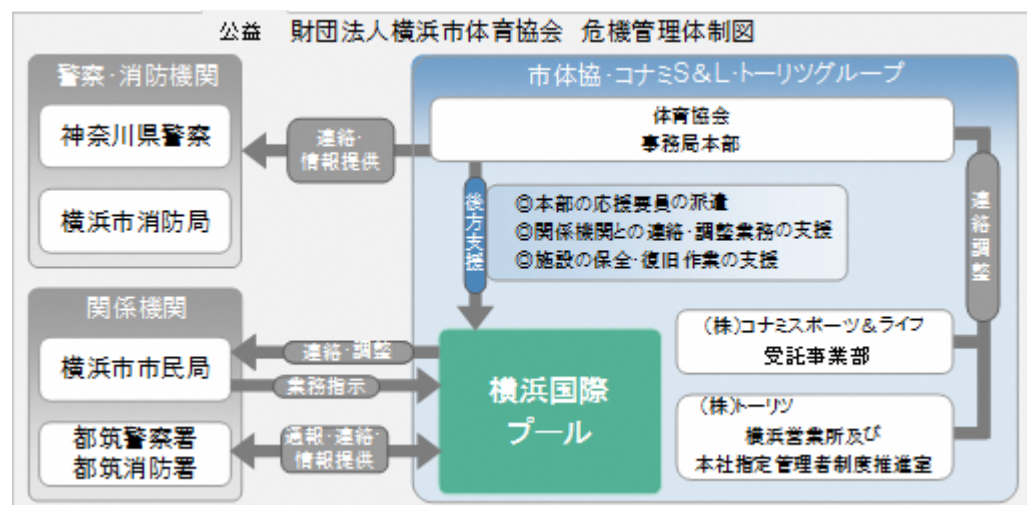 公益 財団法人横浜市体育協会 危機管理体制図
警察・消防機関
神奈川県警察
横浜市消防局
連絡・
情報提供
市体協・コナミS&L・トーリツグループ
体育協会
事務局本部
後方支援
◎本部の応援要員の派遣
◎関係機関との連絡・調整業務の支援
◎施設の保全・復旧作業の支援
連絡調整
関係機関
横浜市市民局
連絡・調整
業務指示
都筑警察署
都筑消防署
通報・連絡・
情報提供
横浜国際
プール
(株)コナミスポーツ&ライフ
受託事業部
(株)トーリツ
横浜営業所及び
本社指定管理者制度推進室